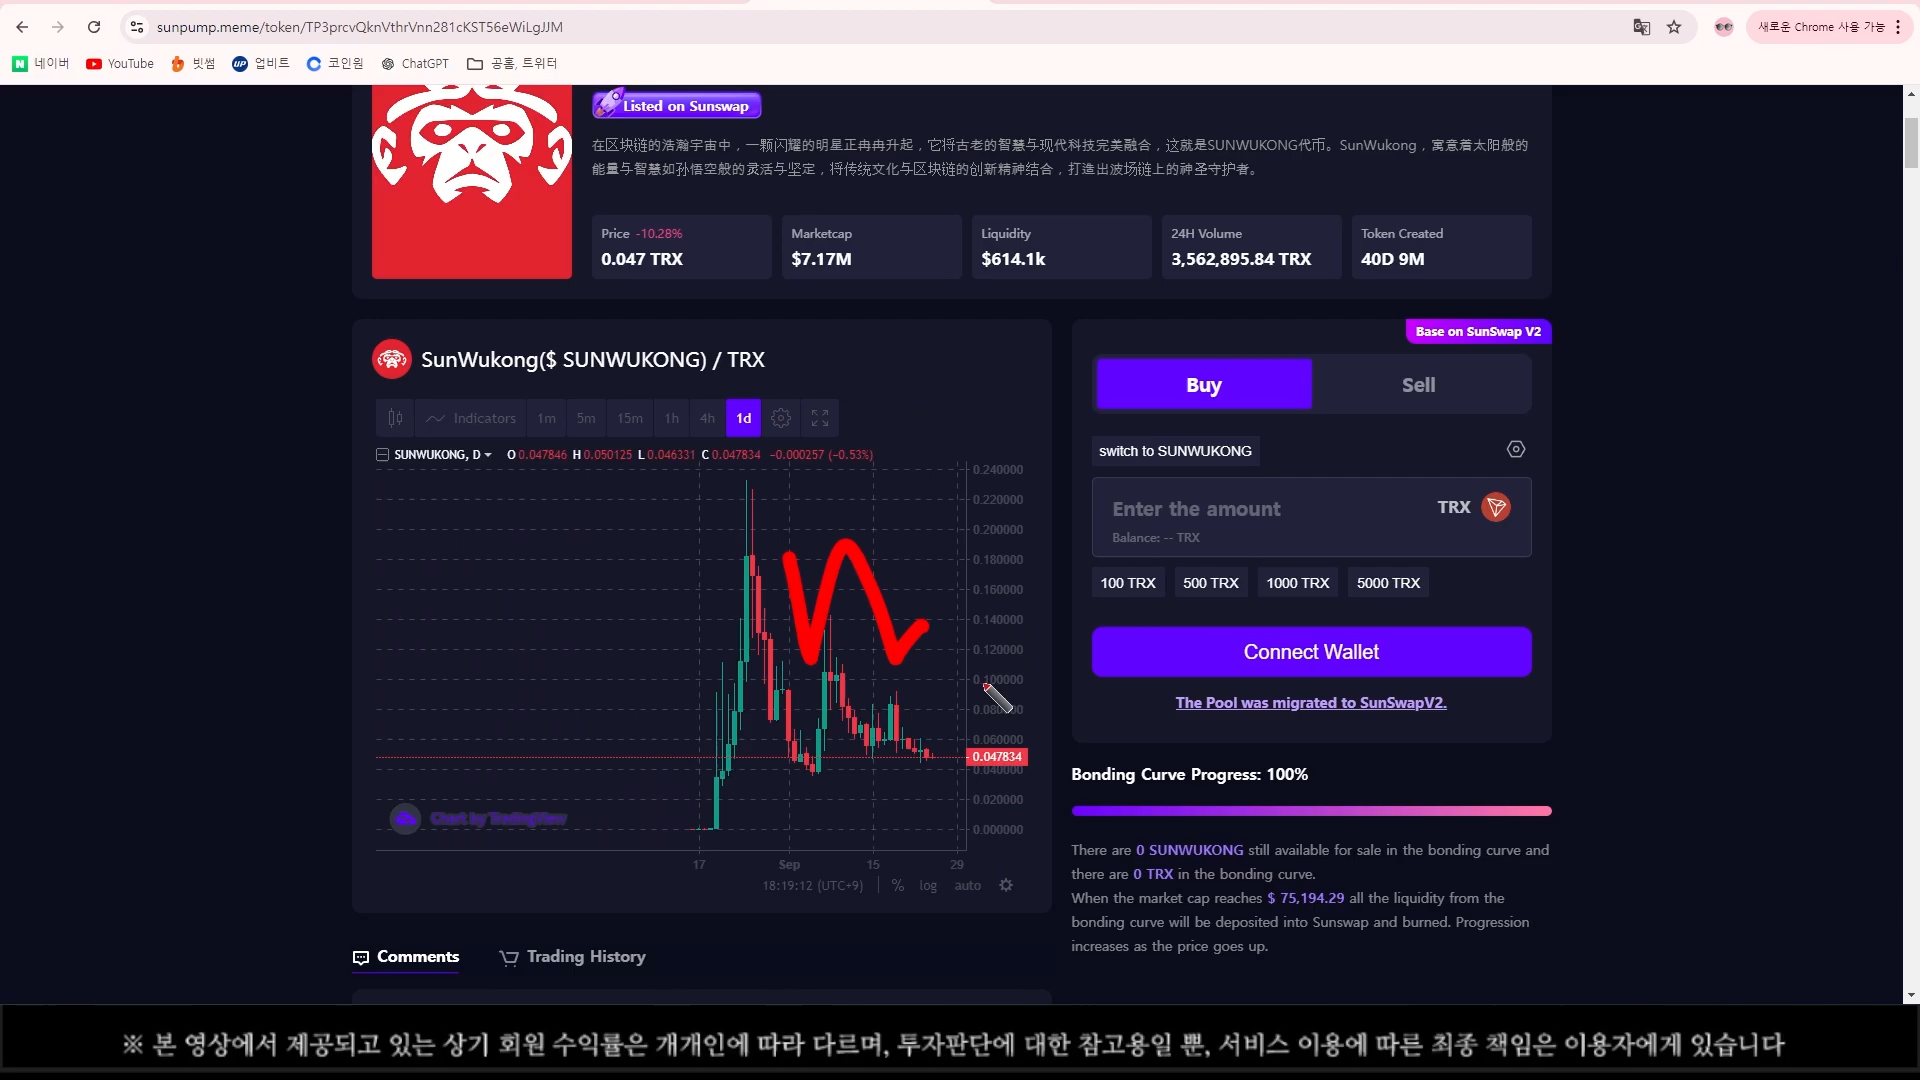 sunpump.meme/token/TP3prcvQknVthrVnn281cKST56eWiLgJJM
새로운 Chrome 사용 가능
네이버
YouTube
빗썸
UP 업비트
코인원
ChatGPT
공홈, 트위터
Listed on Sunswap
在区块链的浩瀚宇宙中，一颗闪耀的明星正冉冉升起，它将古老的智慧与现代科技完美融合，这就是SUNWUKONG代币。SunWukong，寓意着太阳般的
能量与智慧如孙悟空般的灵活与坚定，将传统文化与区块链的创新精神结合，打造出波场链上的神圣守护者。
Price -10.28%
0.047 TRX
Marketcap
$7.17M
Liquidity
$614.1k
24H Volume
3,562,895.84 TRX
Token Created
40D 9M
SunWukong($ SUNWUKONG) / TRX
Indicators 1m 5m 15m 1h 4h 1d
SUNWUKONG, D O 0.047846 H 0.050125 L 0.046331 C 0.047834 −0.000257 (−0.53%)
0.240000
0.220000
0.200000
0.180000
0.160000
0.140000
0.120000
0.100000
0.060000
0.047834
0.040000
0.020000
0.000000
Chart by TradingView
17 Sep 15 29
18:19:12 (UTC+9) % log auto
Base on SunSwap V2
Buy
Sell
switch to SUNWUKONG
Enter the amount
TRX
Balance: -- TRX
100 TRX
500 TRX
1000 TRX
5000 TRX
Connect Wallet
The Pool was migrated to SunSwapV2.
Bonding Curve Progress: 100%
There are 0 SUNWUKONG still available for sale in the bonding curve and
there are 0 TRX in the bonding curve.
When the market cap reaches $ 75,194.29 all the liquidity from the
bonding curve will be deposited into Sunswap and burned. Progression
increases as the price goes up.
Comments
Trading History
※ 본 영상에서 제공되고 있는 상기 회원 수익률은 개개인에 따라 다르며, 투자판단에 대한 참고용일 뿐, 서비스 이용에 따른 최종 책임은 이용자에게 있습니다